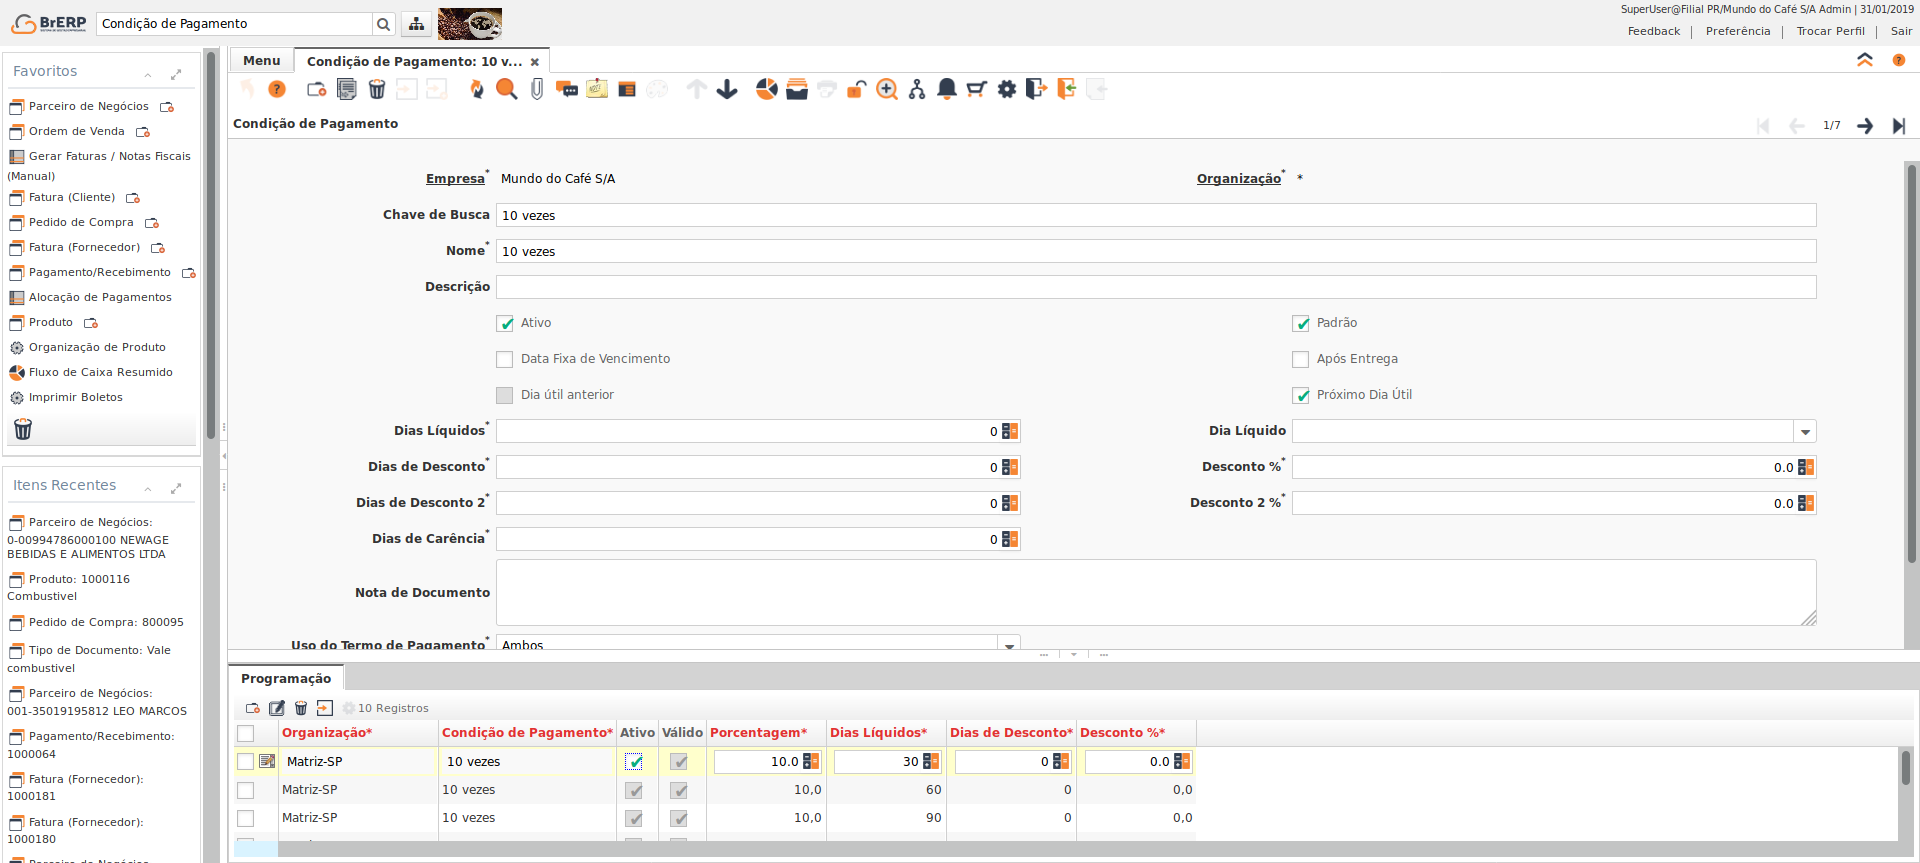 BrERP
Condição de Pagamento
SuperUser@Filial PR/Mundo do Café S/A Admin | 31/01/2019
Feedback | Preferência | Trocar Perfil | Sair
Favoritos
Parceiro de Negócios
Ordem de Venda
Gerar Faturas / Notas Fiscais
(Manual)
Fatura (Cliente)
Pedido de Compra
Fatura (Fornecedor)
Pagamento/Recebimento
Alocação de Pagamentos
Produto
Organização de Produto
Fluxo de Caixa Resumido
Imprimir Boletos
Itens Recentes
Parceiro de Negócios:
0-00994786000100 NEWAGE
BEBIDAS E ALIMENTOS LTDA
Produto: 1000116
Combustivel
Pedido de Compra: 800095
Tipo de Documento: Vale
combustivel
Parceiro de Negócios:
001-35019195812 LEO MARCOS
Pagamento/Recebimento:
1000064
Fatura (Fornecedor):
1000181
Fatura (Fornecedor):
1000180
Parceiro de Negócios:
Menu
Condição de Pagamento: 10 v...
Condição de Pagamento
1/7
Empresa* Mundo do Café S/A Organização* *
Chave de Busca 10 vezes
Nome* 10 vezes
Descrição
Ativo Padrão
Data Fixa de Vencimento Após Entrega
Dia útil anterior Próximo Dia Útil
Dias Líquidos* 0 Dia Líquido
Dias de Desconto* 0 Desconto %* 0.0
Dias de Desconto 2* 0 Desconto 2 %* 0.0
Dias de Carência* 0
Nota de Documento
Uso do Termo de Pagamento* Ambos
Programação
10 Registros
Organização* Condição de Pagamento* Ativo Válido Porcentagem* Dias Líquidos* Dias de Desconto* Desconto %*
Matriz-SP 10 vezes 10.0 30 0 0.0
Matriz-SP 10 vezes 10,0 60 0 0,0
Matriz-SP 10 vezes 10,0 90 0 0,0